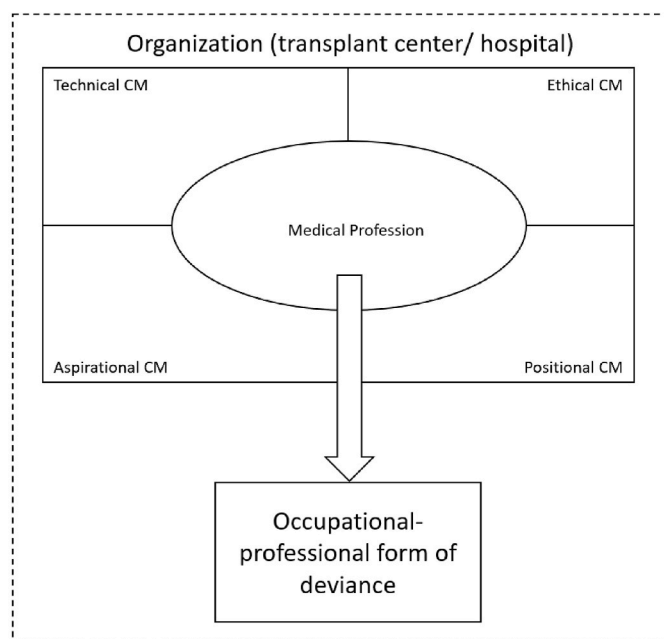 Organization (transplant center/ hospital)
Technical CM
Ethical CM
Medical Profession
Aspirational CM
Positional CM
Occupational-
professional form of
deviance